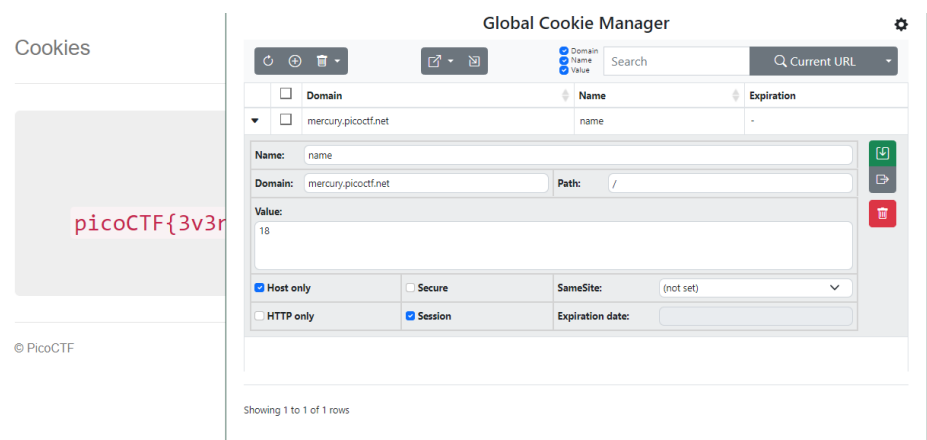 Global Cookie Manager
Cookies
Domain
Name
Value
Search
Current URL
Domain
Name
Expiration
mercury.picoctf.net
name
-
Name:
name
Domain:
mercury.picoctf.net
Path:
/
Value:
18
picoCTF{3v3r
Host only
Secure
SameSite:
(not set)
HTTP only
Session
Expiration date:
© PicoCTF
Showing 1 to 1 of 1 rows